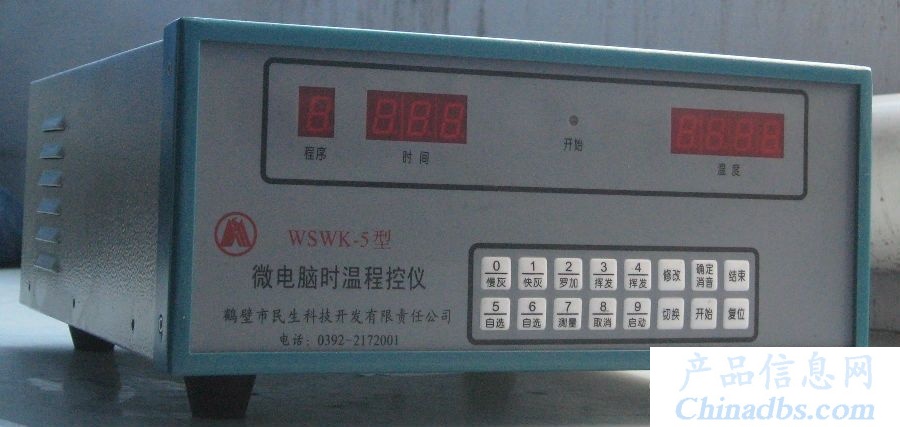 程序
时间
开始
温度
WSWK-5型
微电脑时温程控仪
鹤壁市民生科技开发有限责任公司
电话：0392-2172001
0 1 2 3 4 修改 确定 结束
慢灰 快灰 罗加 挥发 挥发 消音
5 6 7 8 9 切换 开始 复位
自选 自选 测量 取消 启动
产品信息网
Chinadbs.com